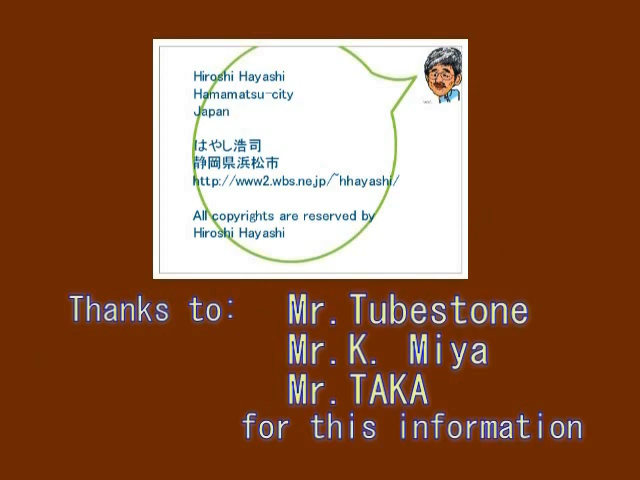 Hiroshi Hayashi
Hamamatsu-city
Japan
はやし浩司
静岡県浜松市
http://www2.wbs.ne.jp/~hhayashi/
All copyrights are reserved by
Hiroshi Hayashi
Thanks to:
Mr.Tubestone
Mr.K. Miya
Mr.TAKA
for this information